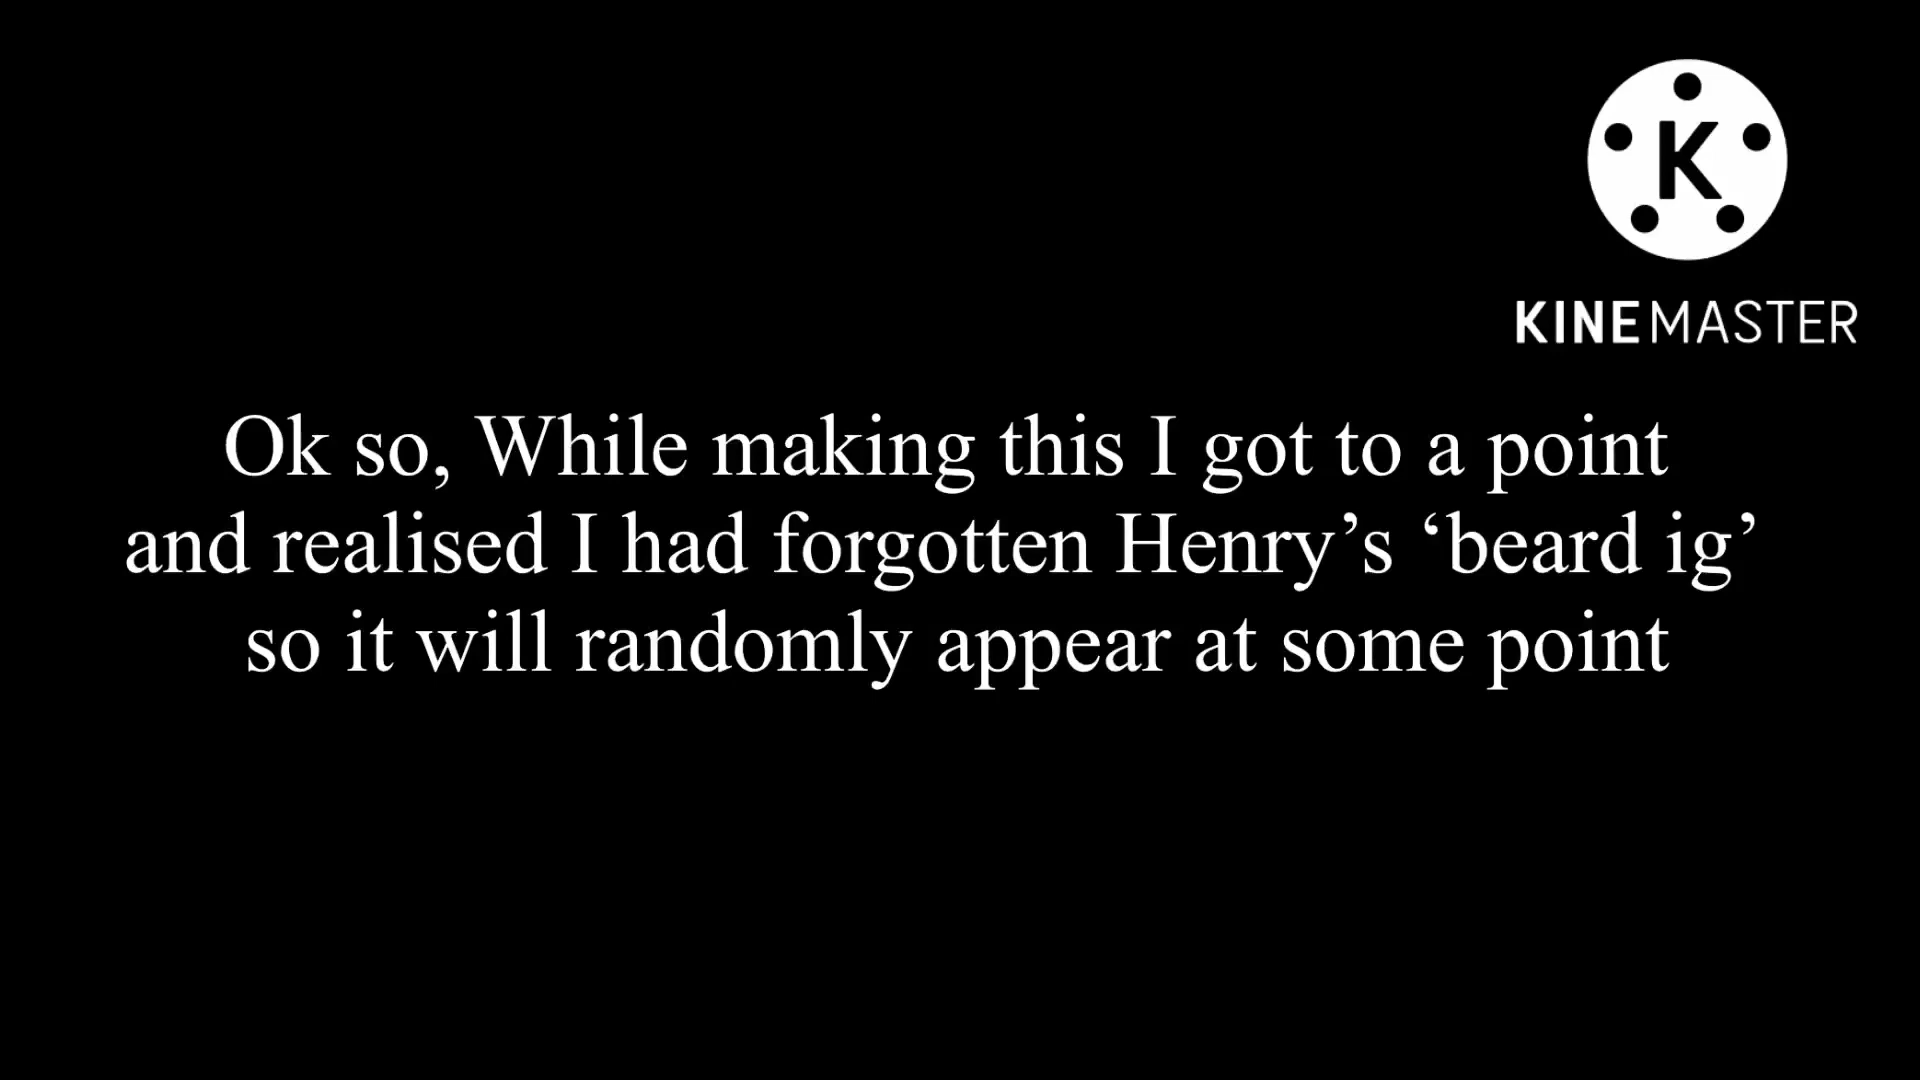 K
KINEMASTER
Ok so, While making this I got to a point
and realised I had forgotten Henry’s ‘beard ig’
so it will randomly appear at some point